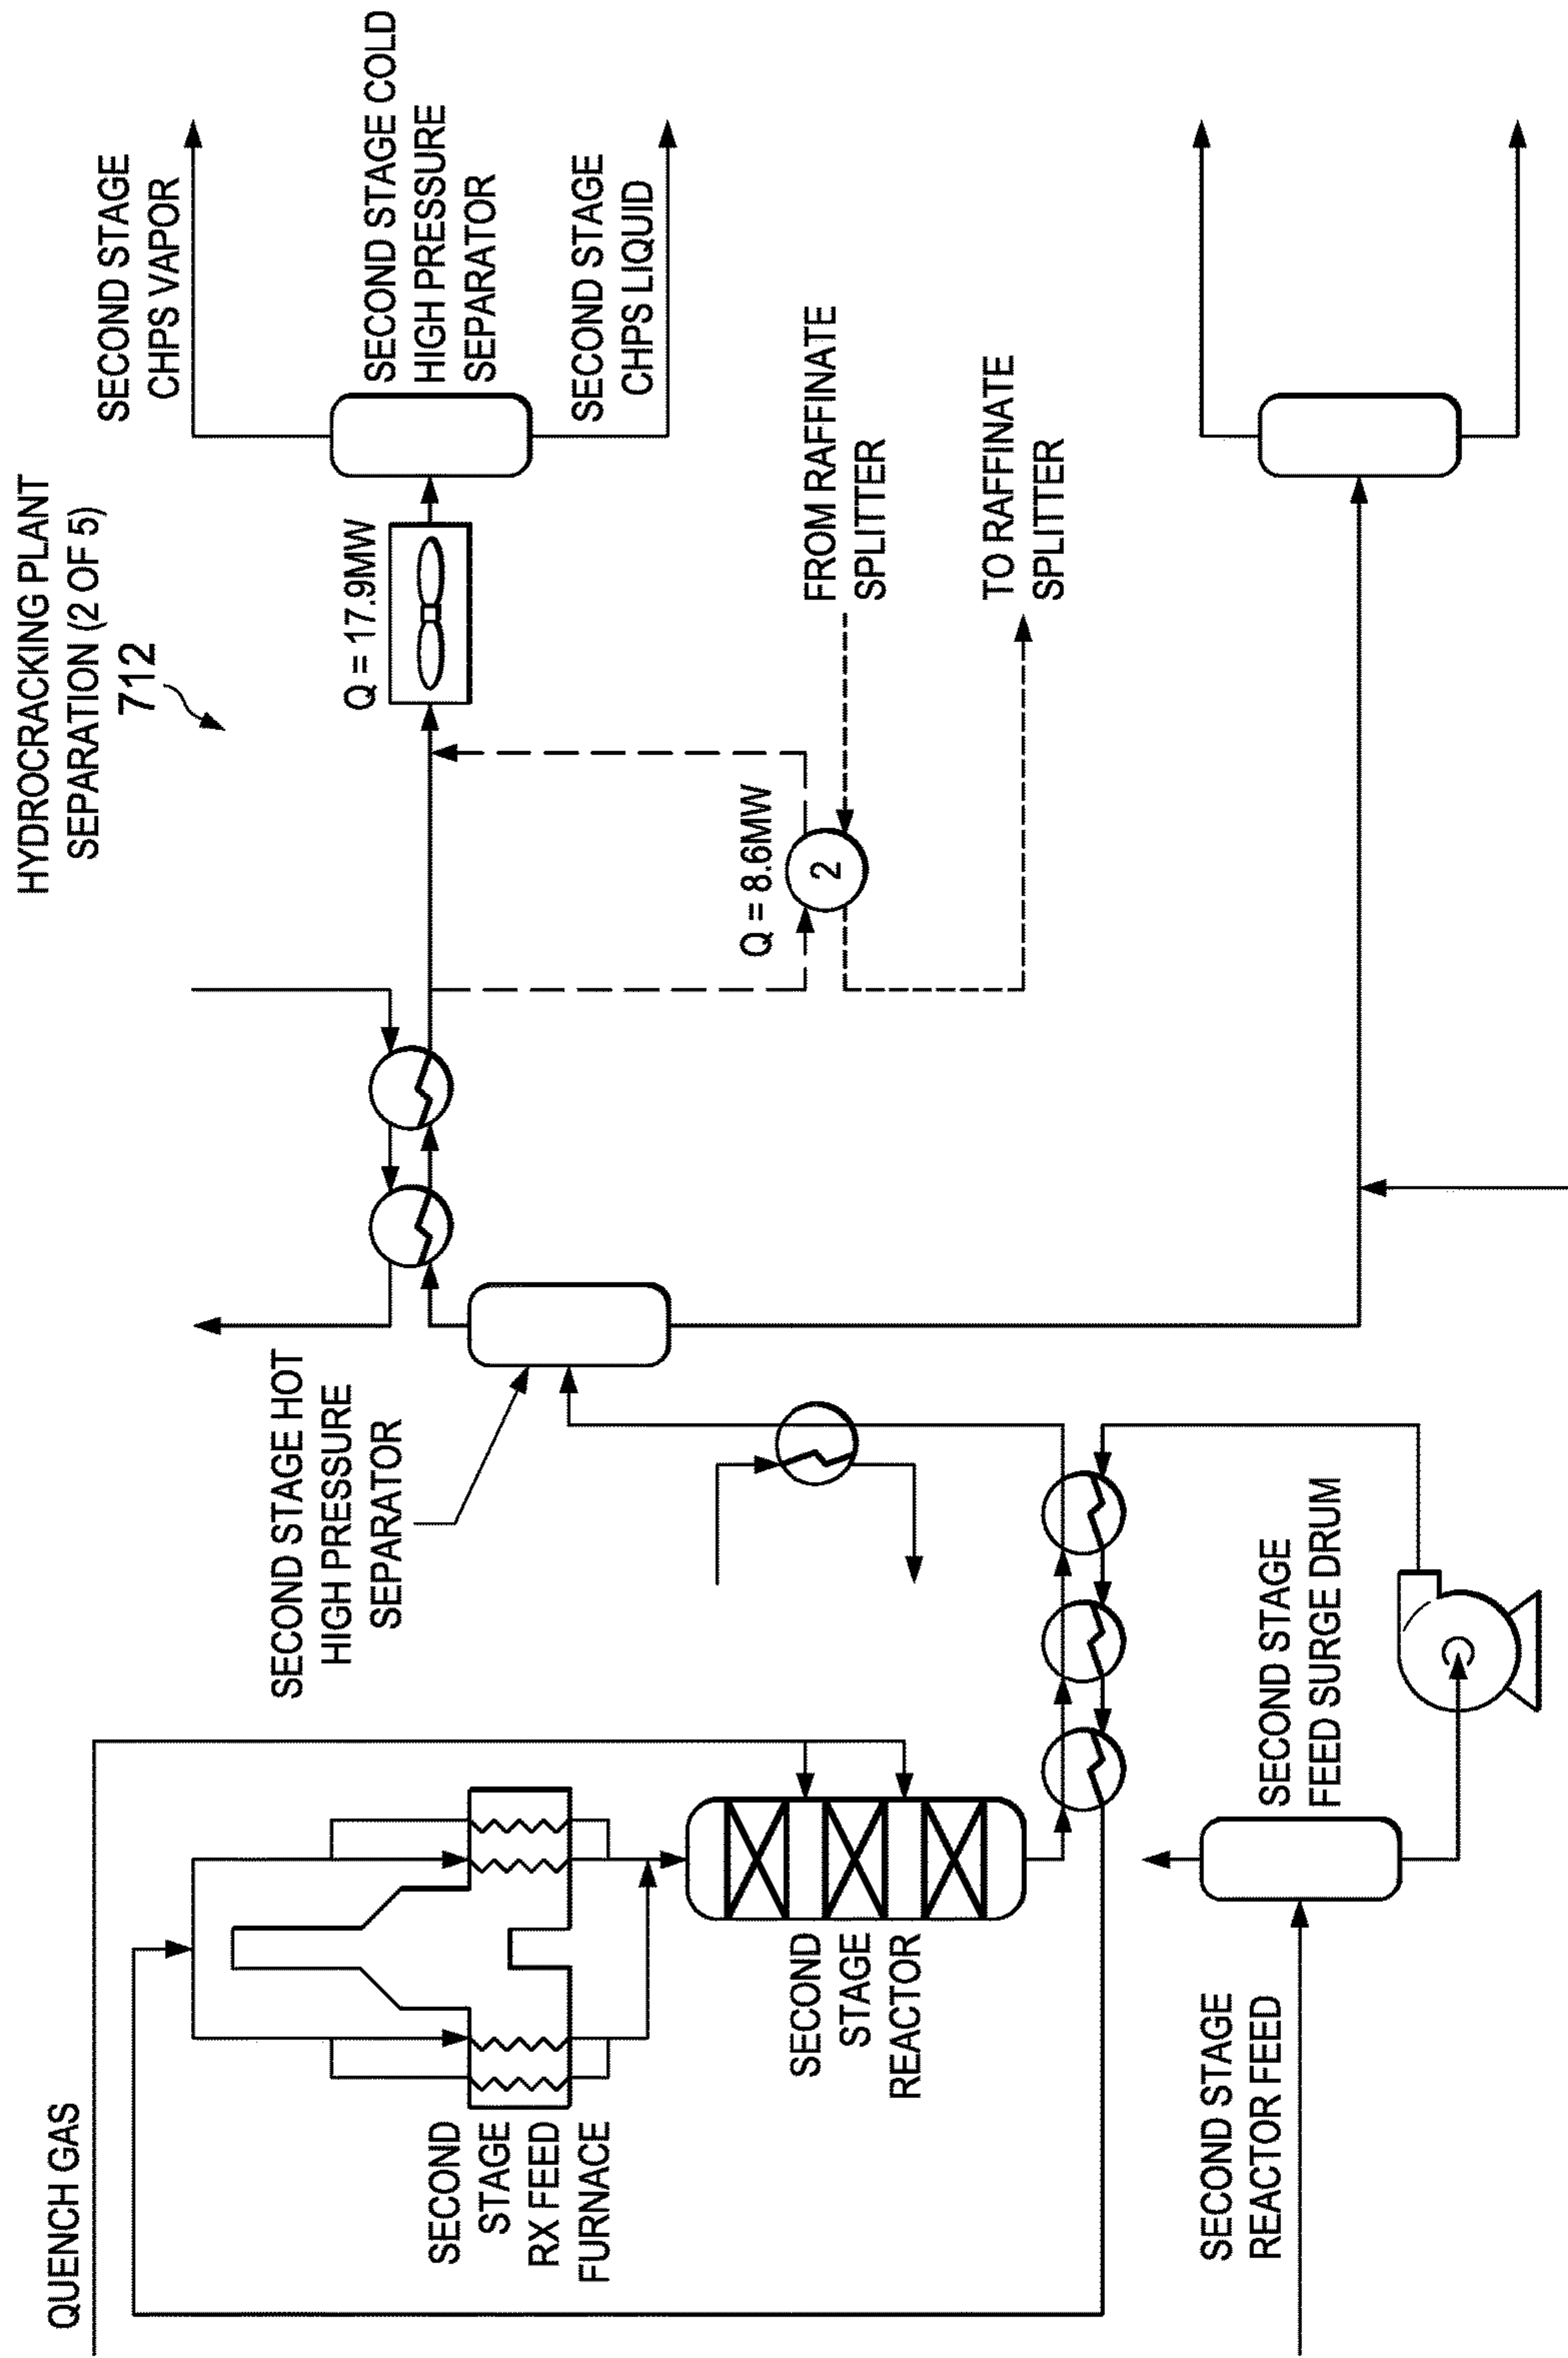 HYDROCRACKING PLANT
SEPARATION (2 OF 5)
712
QUENCH GAS
SECOND
STAGE
RX FEED
FURNACE
SECOND STAGE HOT
HIGH PRESSURE
SEPARATOR
SECOND STAGE
CHPS VAPOR
Q = 17.9MW
SECOND STAGE COLD
HIGH PRESSURE
SEPARATOR
SECOND STAGE
CHPS LIQUID
Q = 8.6MW
2
FROM RAFFINATE
SPLITTER
TO RAFFINATE
SPLITTER
SECOND
STAGE
REACTOR
SECOND STAGE
REACTOR FEED
SECOND STAGE
FEED SURGE DRUM